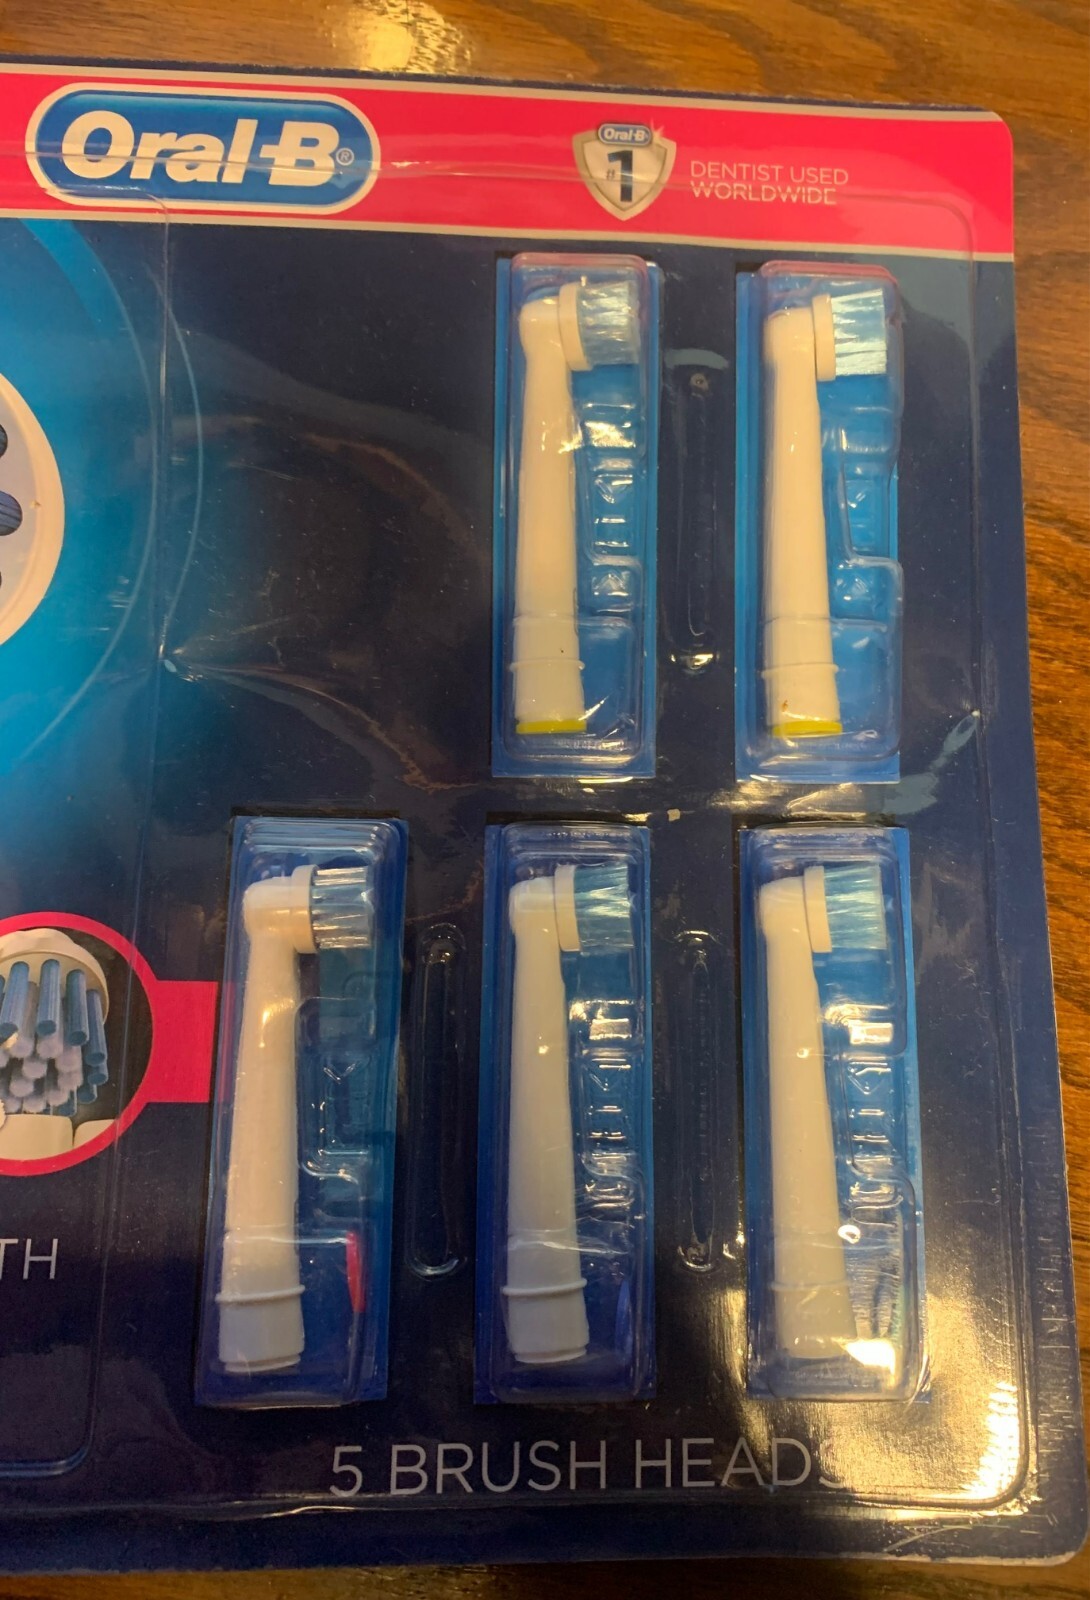 Oral-B®
Oral-B
#1
DENTIST USED
WORLDWIDE
TH
5 BRUSH HEADS